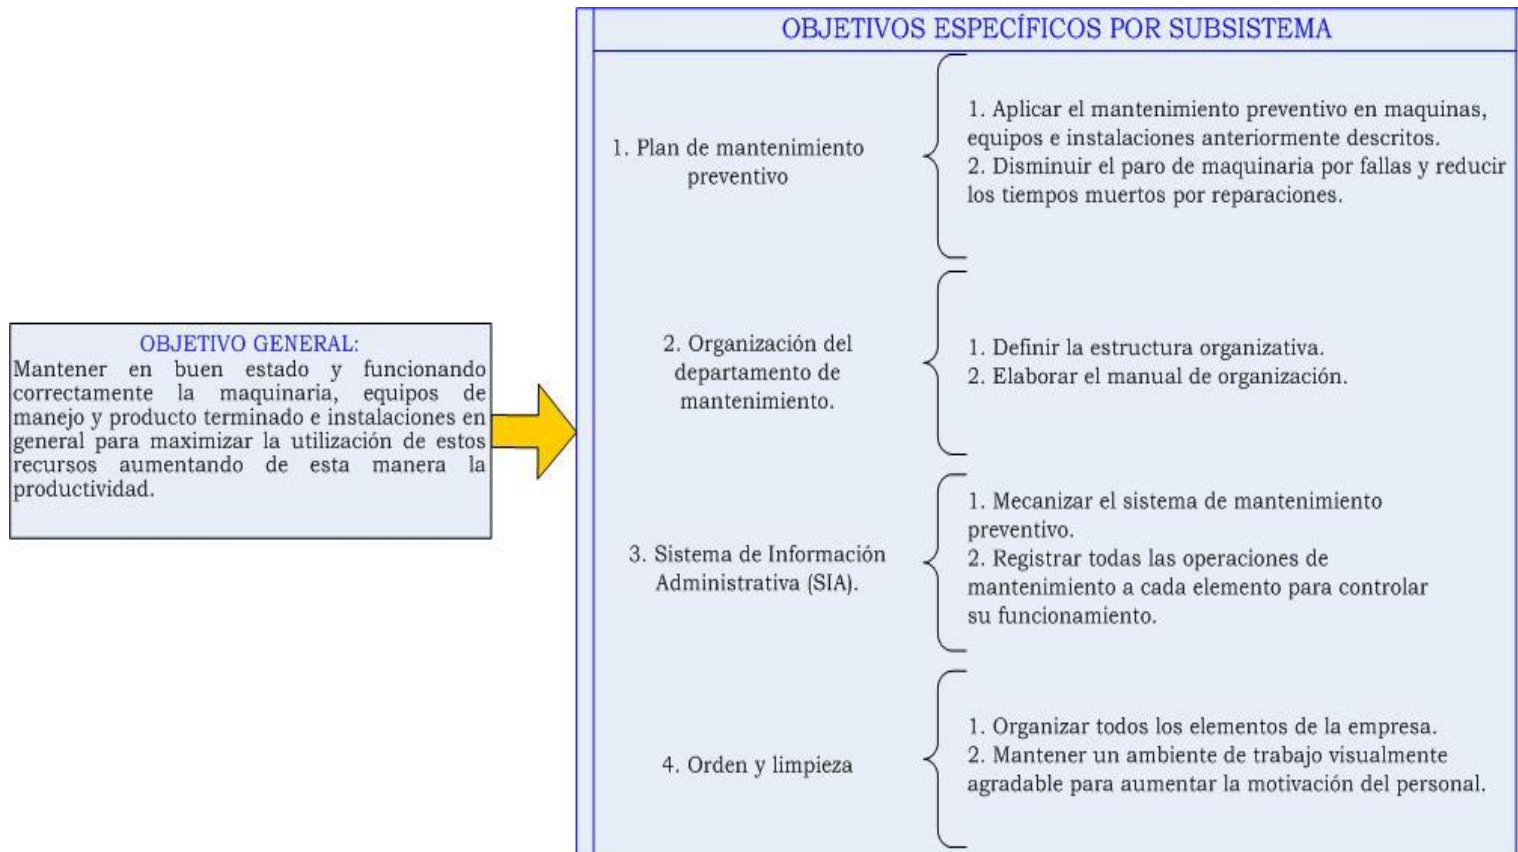 OBJETIVO GENERAL:
Mantener en buen estado y funcionando
correctamente la maquinaria, equipos de
manejo y producto terminado e instalaciones en
general para maximizar la utilización de estos
recursos aumentando de esta manera la
productividad.
OBJETIVOS ESPECÍFICOS POR SUBSISTEMA
1. Plan de mantenimiento
preventivo
1. Aplicar el mantenimiento preventivo en maquinas,
equipos e instalaciones anteriormente descritos.
2. Disminuir el paro de maquinaria por fallas y reducir
los tiempos muertos por reparaciones.
2. Organización del
departamento de
mantenimiento.
1. Definir la estructura organizativa.
2. Elaborar el manual de organización.
3. Sistema de Información
Administrativa (SIA).
1. Mecanizar el sistema de mantenimiento
preventivo.
2. Registrar todas las operaciones de
mantenimiento a cada elemento para controlar
su funcionamiento.
4. Orden y limpieza
1. Organizar todos los elementos de la empresa.
2. Mantener un ambiente de trabajo visualmente
agradable para aumentar la motivación del personal.